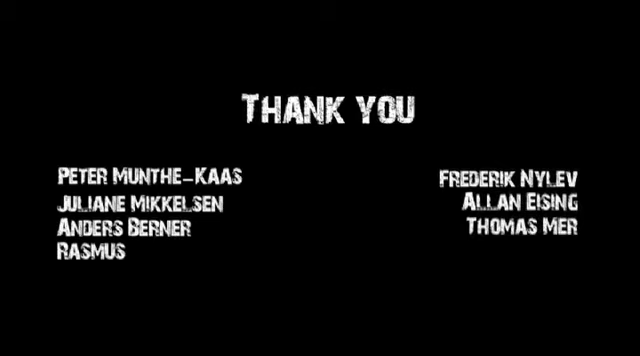 Thank you
Peter Munthe-Kaas
Juliane Mikkelsen
Anders Berner
Rasmus
Frederik Nylev
Allan Eising
Thomas Mer